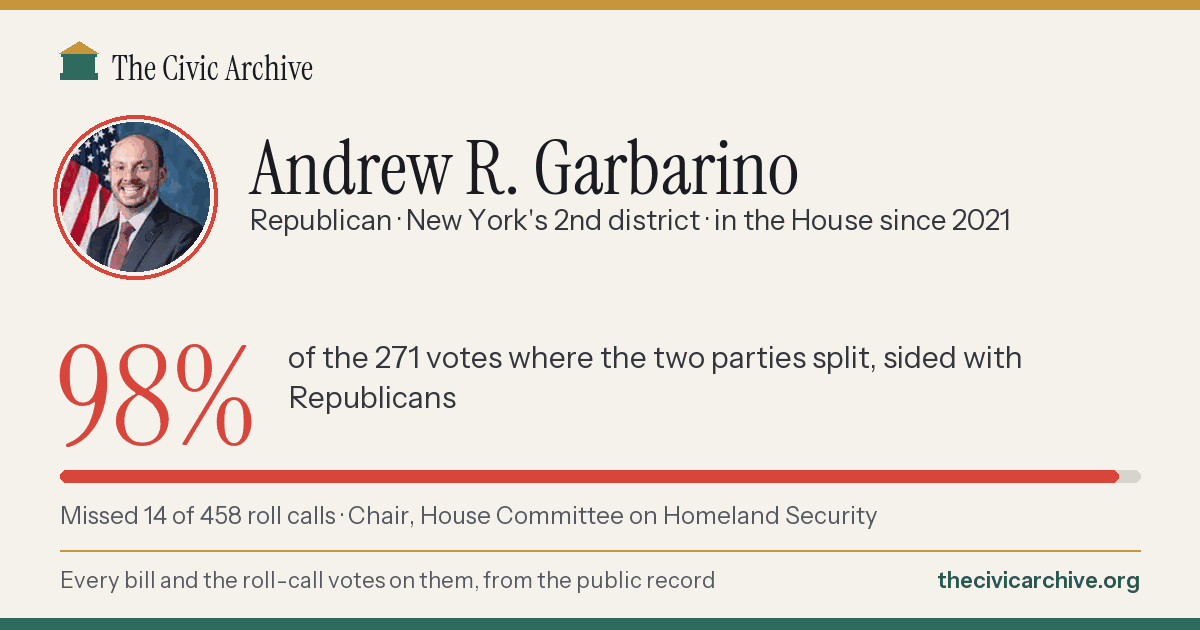 The Civic Archive
Andrew R. Garbarino
Republican · New York's 2nd district · in the House since 2021
98%
of the 271 votes where the two parties split, sided with
Republicans
Missed 14 of 458 roll calls · Chair, House Committee on Homeland Security
Every bill and the roll-call votes on them, from the public record
thecivicarchive.org